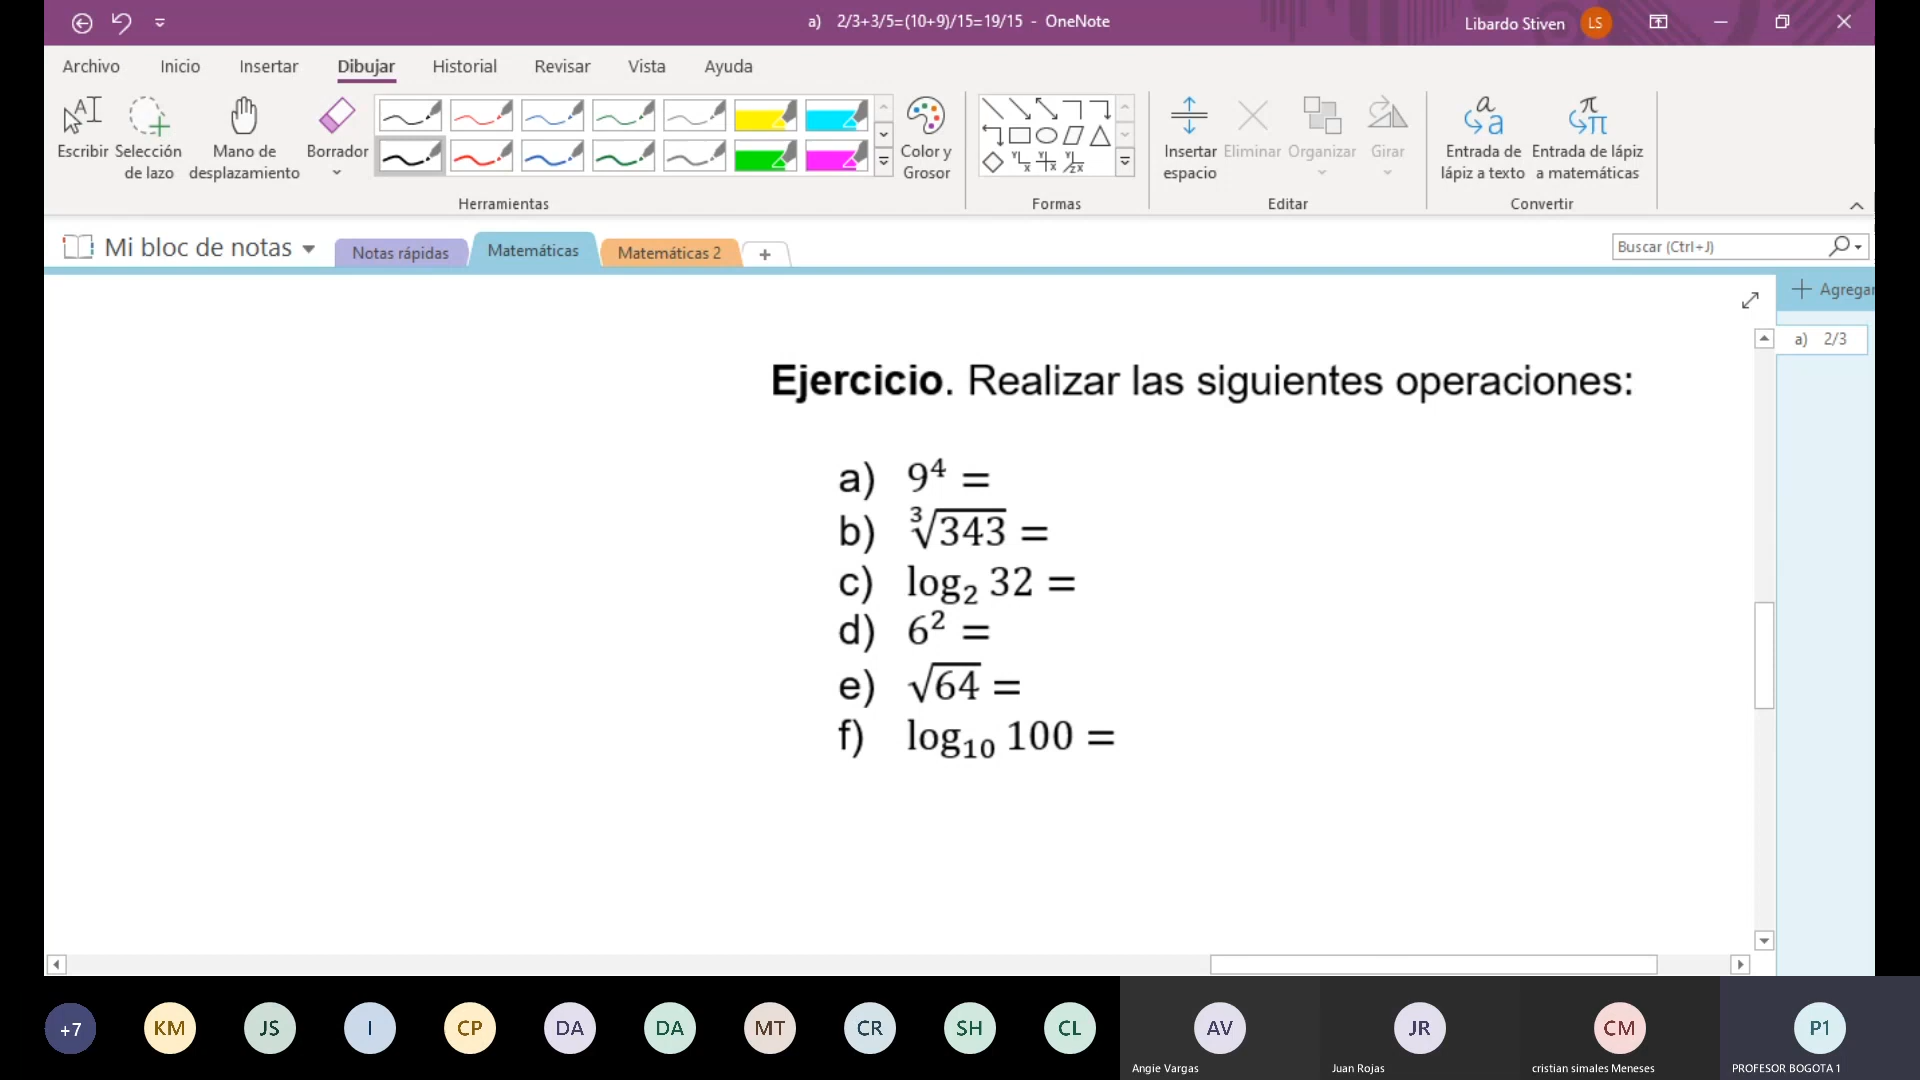 a) 2/3+3/5=(10+9)/15=19/15 - OneNote
Libardo Stiven LS
Archivo Inicio Insertar Dibujar Historial Revisar Vista Ayuda
Escribir Selección de lazo Mano de desplazamiento Borrador
Color y Grosor
Insertar espacio Eliminar Organizar Girar
Entrada de lápiz a texto Entrada de lápiz a matemáticas
Herramientas Formas Editar Convertir
Mi bloc de notas Notas rápidas Matemáticas Matemáticas 2 +
Buscar (Ctrl+J)
Agregar
a) 2/3
Ejercicio. Realizar las siguientes operaciones:
a) 9⁴ =
b) ³√343 =
c) log₂ 32 =
d) 6² =
e) √64 =
f) log₁₀ 100 =
+7 KM JS I CP DA DA MT CR SH CL AV JR CM P1
Angie Vargas Juan Rojas cristian simales Meneses PROFESOR BOGOTA 1